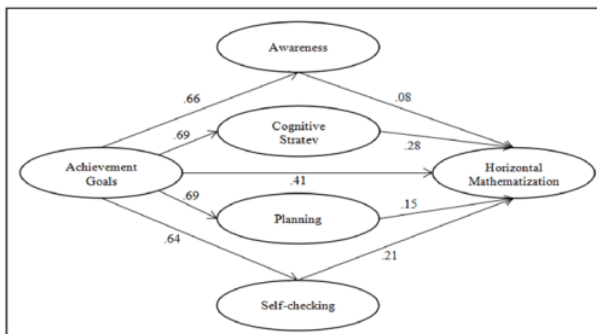 Awareness
.66
.08
.69
Cognitive
Stratev
.28
Achievement
Goals
.41
Horizontal
Mathematization
.69
Planning
.15
.64
.21
Self-checking